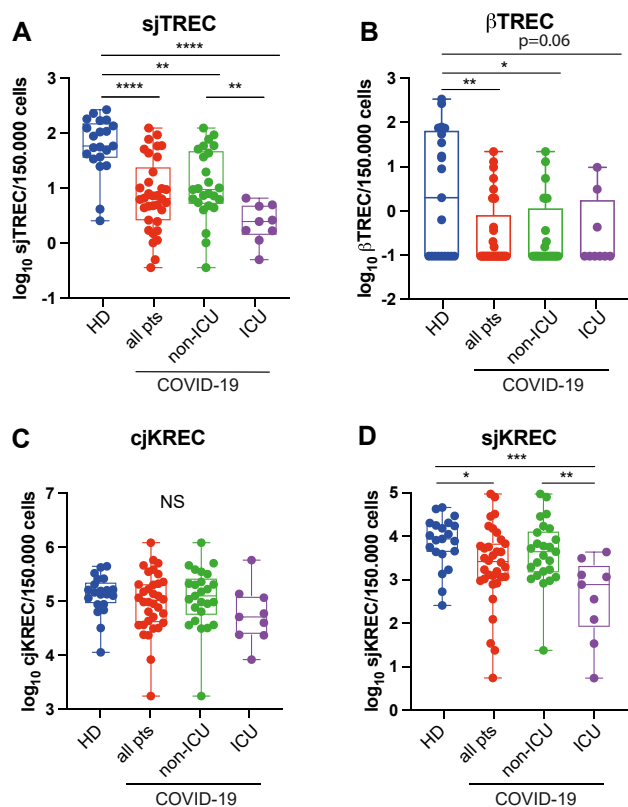 A
sjTREC
****
**
****
**
log10 sjTREC/150.000 cells
3
2
1
0
-1
HD
all pts
non-ICU
ICU
COVID-19
B
βTREC
p=0.06
*
**
log10 βTREC/150.000 cells
3
2
1
0
-1
-2
HD
all pts
non-ICU
ICU
COVID-19
C
cjKREC
NS
log10 cjKREC/150.000 cells
7
6
5
4
3
HD
all pts
non-ICU
ICU
COVID-19
D
sjKREC
***
*
**
log10 sjKREC/150.000 cells
5
4
3
2
1
0
HD
all pts
non-ICU
ICU
COVID-19